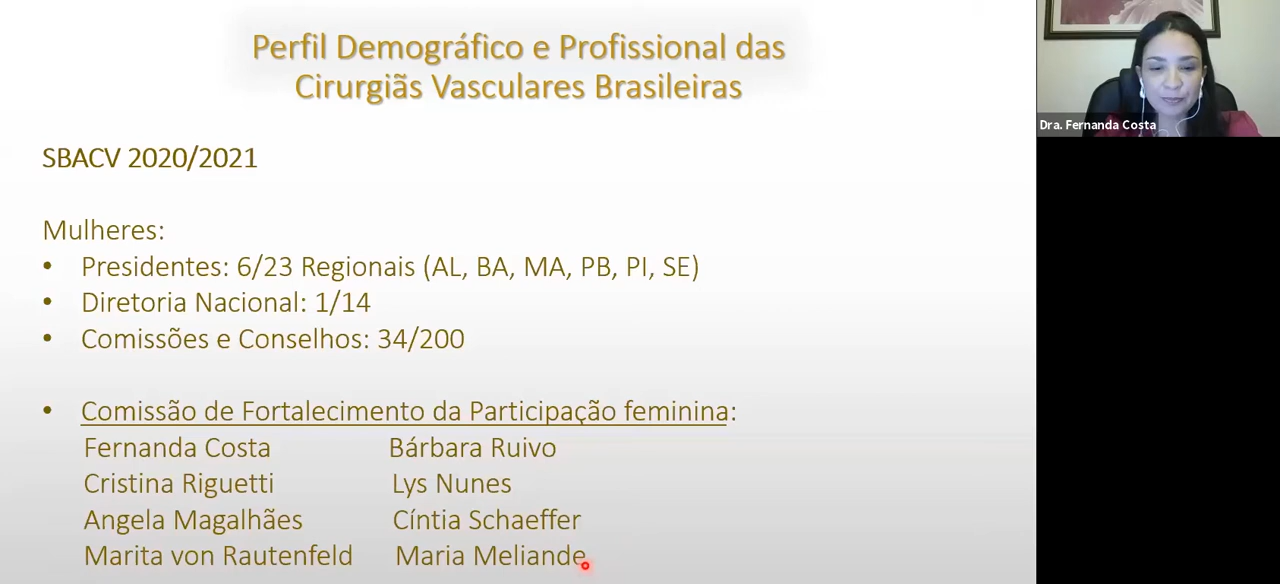 Perfil Demográfico e Profissional das
Cirurgiãs Vasculares Brasileiras
Dra. Fernanda Costa
SBACV 2020/2021
Mulheres:
• Presidentes: 6/23 Regionais (AL, BA, MA, PB, PI, SE)
• Diretoria Nacional: 1/14
• Comissões e Conselhos: 34/200
• Comissão de Fortalecimento da Participação feminina:
Fernanda Costa Bárbara Ruivo
Cristina Riguetti Lys Nunes
Angela Magalhães Cíntia Schaeffer
Marita von Rautenfeld Maria Meliande